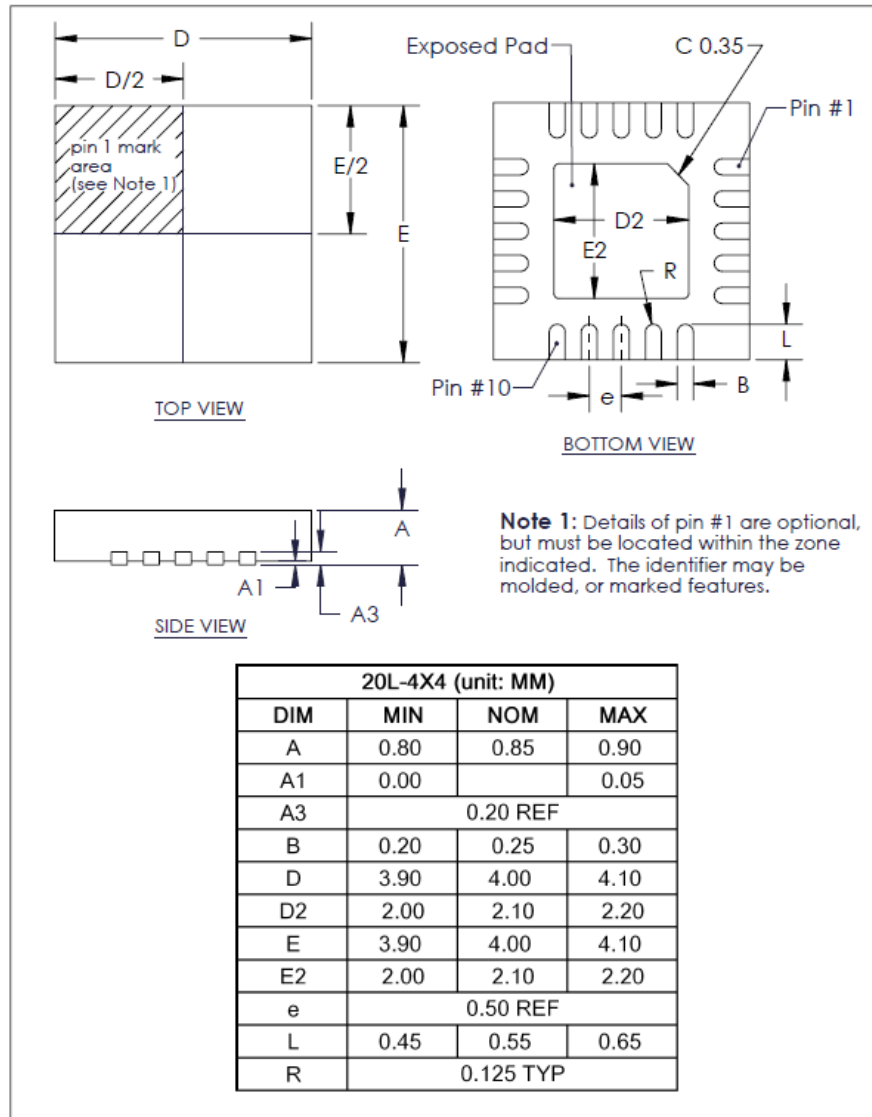 D
D/2
pin 1 mark
area
(see Note 1)
E/2
E
TOP VIEW
Exposed Pad
C 0.35
Pin #1
D2
E2
R
L
Pin #10
e
B
BOTTOM VIEW
A
A1
A3
SIDE VIEW
Note 1: Details of pin #1 are optional,
but must be located within the zone
indicated. The identifier may be
molded, or marked features.
20L-4X4 (unit: MM)
DIM MIN NOM MAX
A 0.80 0.85 0.90
A1 0.00 0.05
A3 0.20 REF
B 0.20 0.25 0.30
D 3.90 4.00 4.10
D2 2.00 2.10 2.20
E 3.90 4.00 4.10
E2 2.00 2.10 2.20
e 0.50 REF
L 0.45 0.55 0.65
R 0.125 TYP